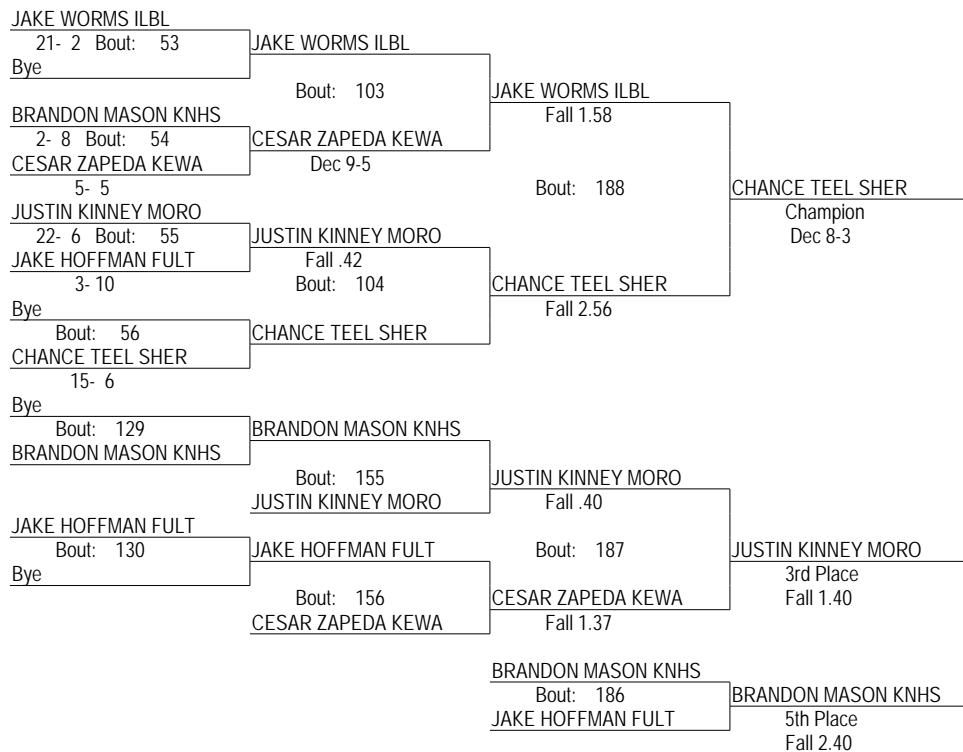 JAKE WORMS ILBL
21- 2 Bout: 53
JAKE WORMS ILBL
Bye
Bout: 103
JAKE WORMS ILBL
BRANDON MASON KNHS
Fall 1.58
2- 8 Bout: 54
CESAR ZAPEDA KEWA
CESAR ZAPEDA KEWA
Dec 9-5
5- 5
Bout: 188
CHANCE TEEL SHER
JUSTIN KINNEY MORO
Champion
22- 6 Bout: 55
JUSTIN KINNEY MORO
Dec 8-3
JAKE HOFFMAN FULT
Fall .42
3- 10
Bout: 104
CHANCE TEEL SHER
Bye
Fall 2.56
Bout: 56
CHANCE TEEL SHER
CHANCE TEEL SHER
15- 6
Bye
Bout: 129
BRANDON MASON KNHS
BRANDON MASON KNHS
Bout: 155
JUSTIN KINNEY MORO
JUSTIN KINNEY MORO
Fall .40
JAKE HOFFMAN FULT
Bout: 130
JAKE HOFFMAN FULT
Bout: 187
JUSTIN KINNEY MORO
Bye
3rd Place
Bout: 156
CESAR ZAPEDA KEWA
Fall 1.40
CESAR ZAPEDA KEWA
Fall 1.37
BRANDON MASON KNHS
Bout: 186
BRANDON MASON KNHS
JAKE HOFFMAN FULT
5th Place
Fall 2.40